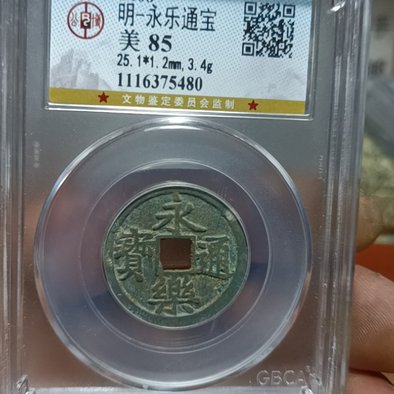 明-永乐通宝
美 85
25.1*1.2mm,3.4g
1116375480
★ 文物鉴定委员会监制 ★
永樂通寶
GBCA